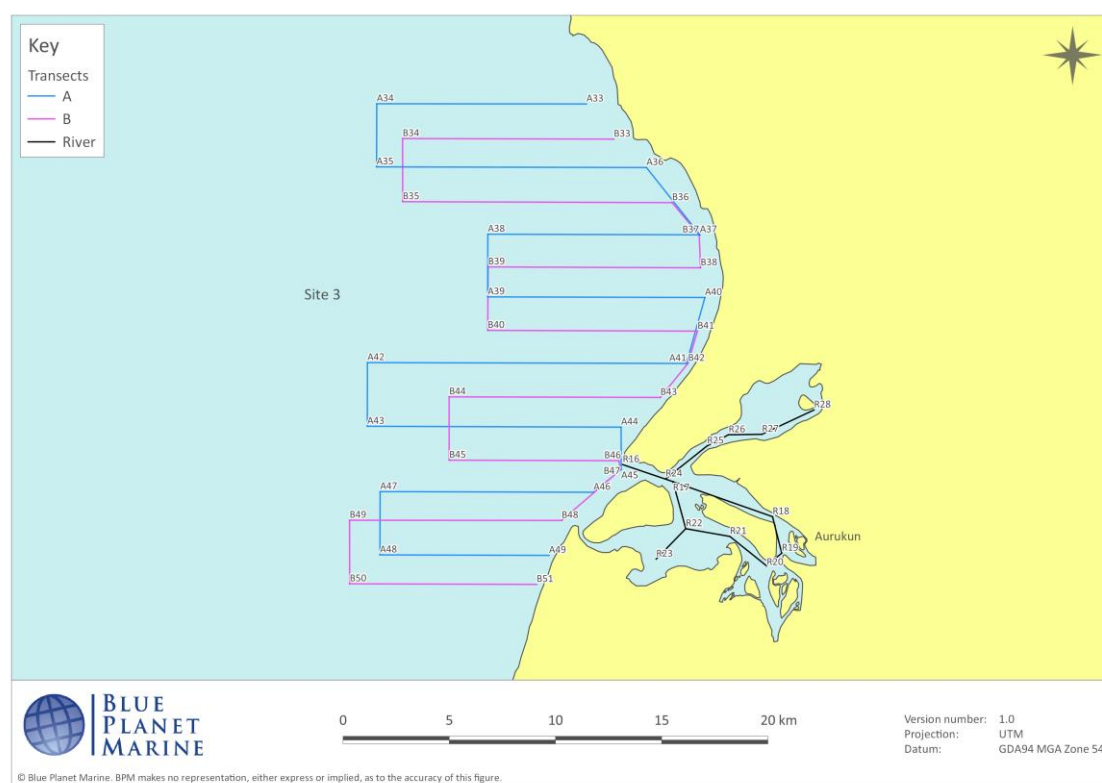 Key
Transects
A
B
River
A34 A33
B34 B33
A35 A36
B35 B36
A38 B37 A37
B39 B38
A39 A40
Site 3
B40 B41
A42 A41 B42
B44 B43
R28
A43 A44 R26 R27
R25
B45 B46 R16
B47 A45 R24
A47 A46 R17
B49 B48 R18
R22 R21 Aurukun
A48 A49 R23 R19
R20
B50 B51
BLUE
PLANET
MARINE
0 5 10 15 20 km
Version number: 1.0
Projection: UTM
Datum: GDA94 MGA Zone 54
© Blue Planet Marine. BPM makes no representation, either express or implied, as to the accuracy of this figure.